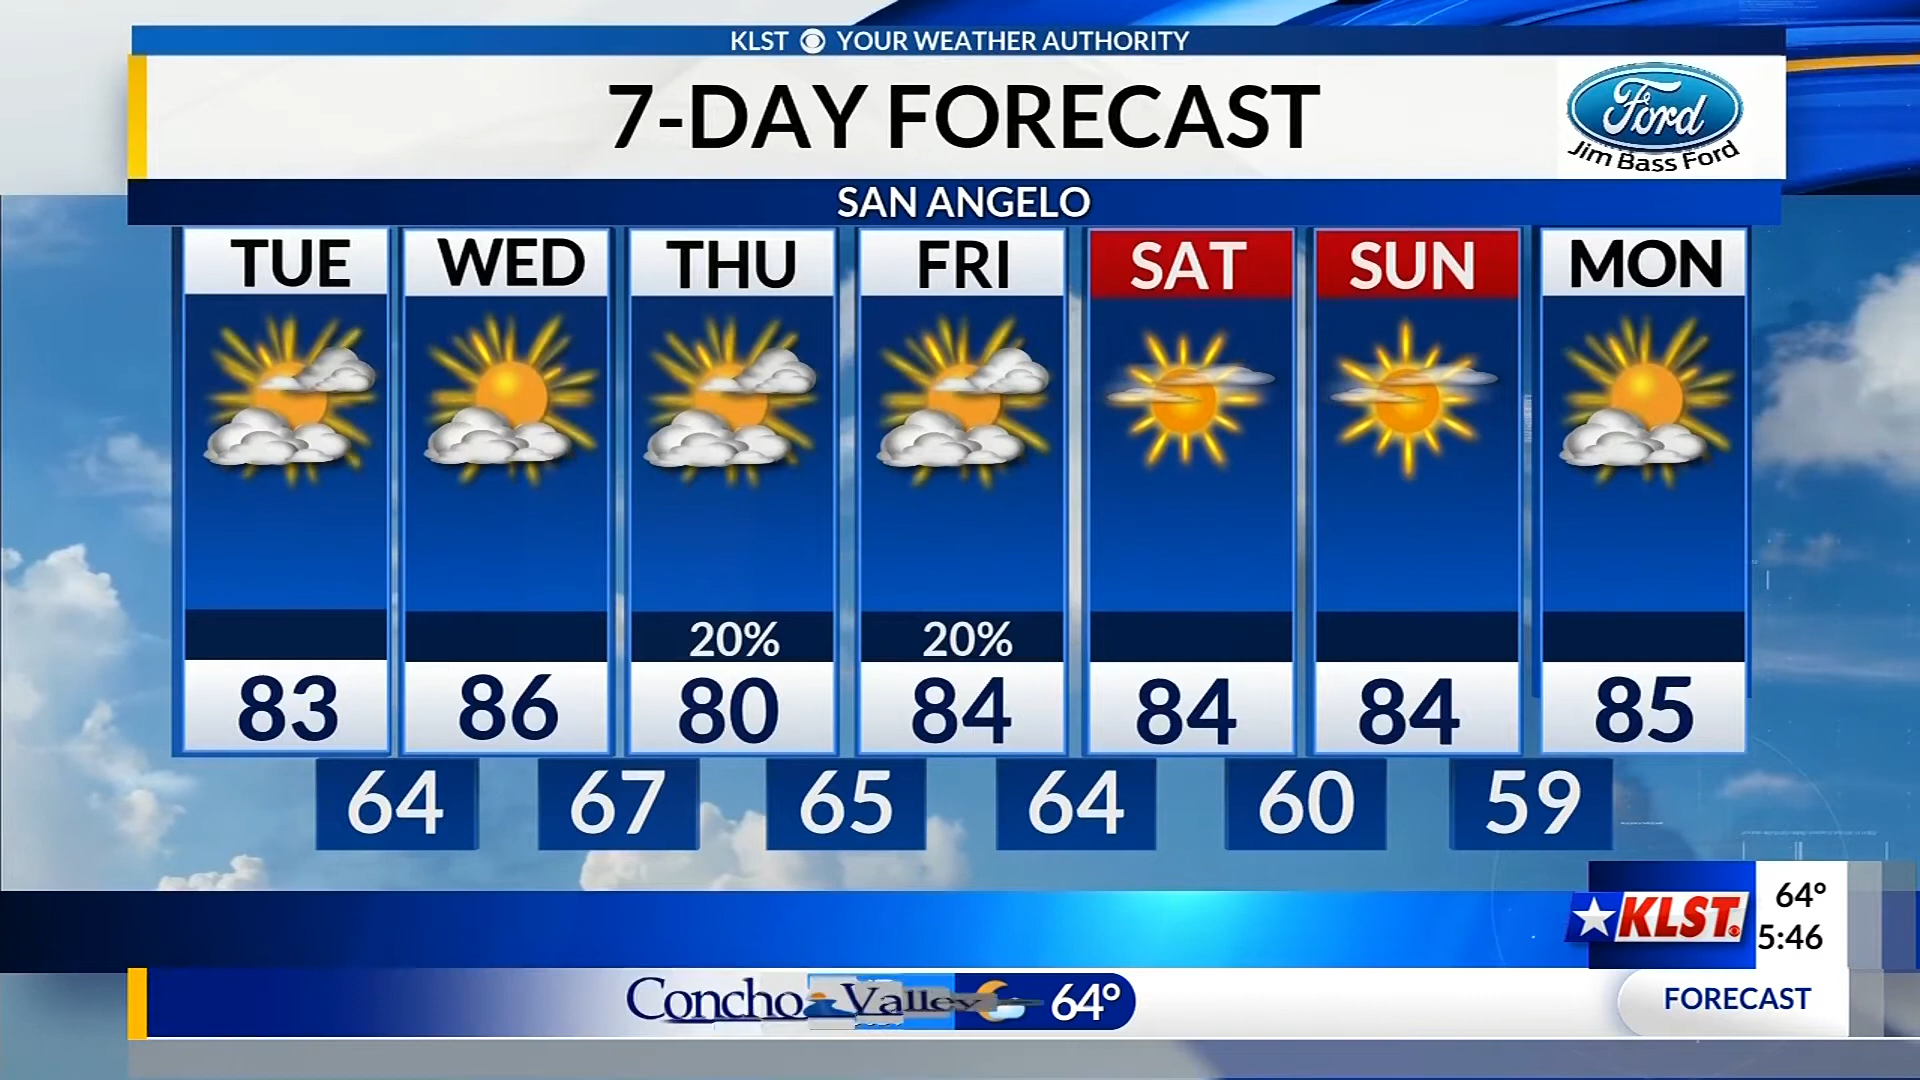 KLST YOUR WEATHER AUTHORITY
7-DAY FORECAST
Ford
Jim Bass Ford
SAN ANGELO
TUE WED THU FRI SAT SUN MON
20% 20%
83 86 80 84 84 84 85
64 67 65 64 60 59
KLST
64°
5:46
Concho Valley 64°
FORECAST